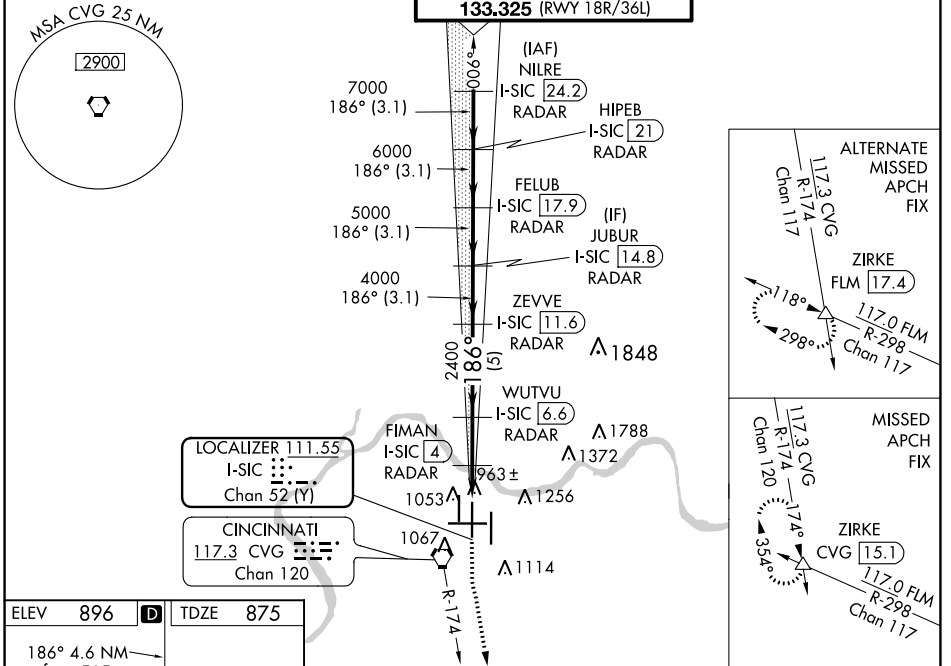 133.325 (RWY 18R/36L)
MSA CVG 25 NM
2900
006°
(IAF)
NILRE
I-SIC 24.2
RADAR
7000
186° (3.1)
HIPEB
I-SIC 21
RADAR
6000
186° (3.1)
FELUB
I-SIC 17.9
RADAR
5000
186° (3.1)
(IF)
JUBUR
I-SIC 14.8
RADAR
4000
186° (3.1)
ZEVVE
I-SIC 11.6
RADAR
1848
2400
186°
(5)
WUTVU
I-SIC 6.6
RADAR
1788
1372
FIMAN
I-SIC 4
RADAR
963±
1053
1256
LOCALIZER 111.55
I-SIC
Chan 52 (Y)
CINCINNATI
117.3 CVG
Chan 120
1067
1114
R-174
ALTERNATE
MISSED
APCH
FIX
117.3 CVG
R-174
Chan 117
ZIRKE
FLM 17.4
118°
298°
117.0 FLM
R-298
Chan 117
MISSED
APCH
FIX
117.3 CVG
R-174
Chan 120
174°
354°
ZIRKE
CVG 15.1
117.0 FLM
R-298
Chan 117
ELEV 896 D TDZE 875
186° 4.6 NM